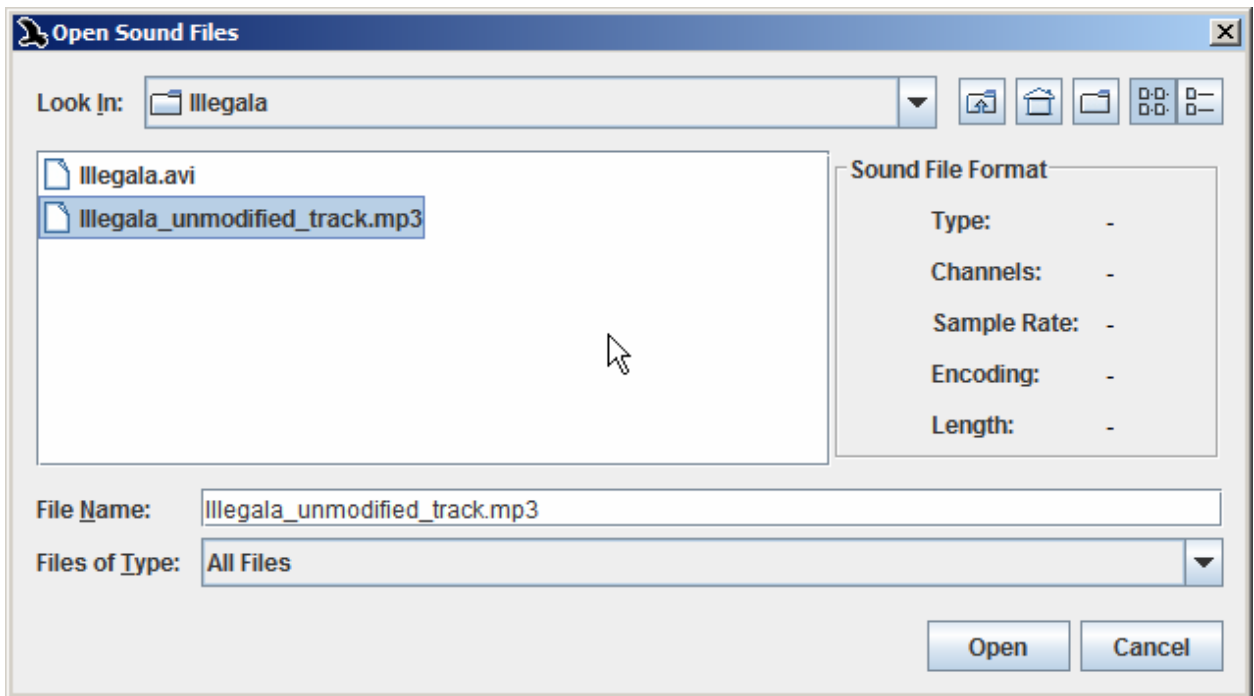 Open Sound Files
Look In: Illegala
Illegala.avi
Illegala_unmodified_track.mp3
Sound File Format
Type: -
Channels: -
Sample Rate: -
Encoding: -
Length: -
File Name: Illegala_unmodified_track.mp3
Files of Type: All Files
Open Cancel